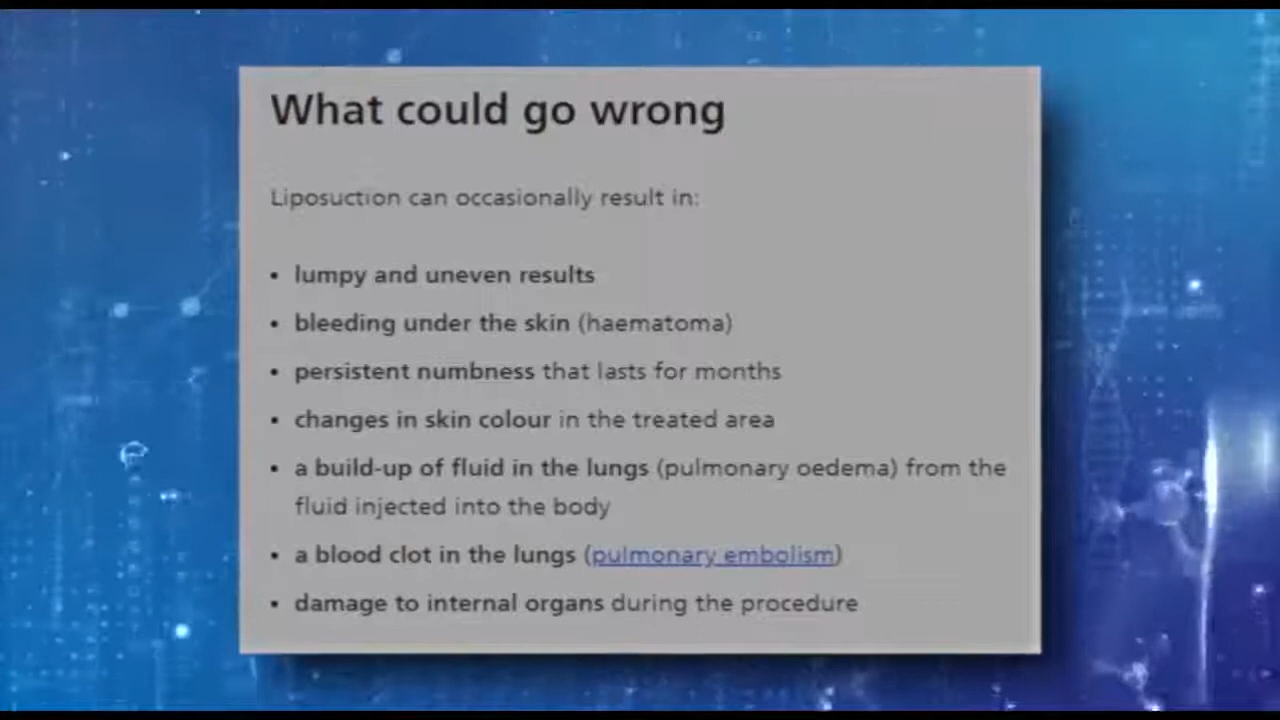 What could go wrong
Liposuction can occasionally result in:
• lumpy and uneven results
• bleeding under the skin (haematoma)
• persistent numbness that lasts for months
• changes in skin colour in the treated area
• a build-up of fluid in the lungs (pulmonary oedema) from the
fluid injected into the body
• a blood clot in the lungs (pulmonary embolism)
• damage to internal organs during the procedure